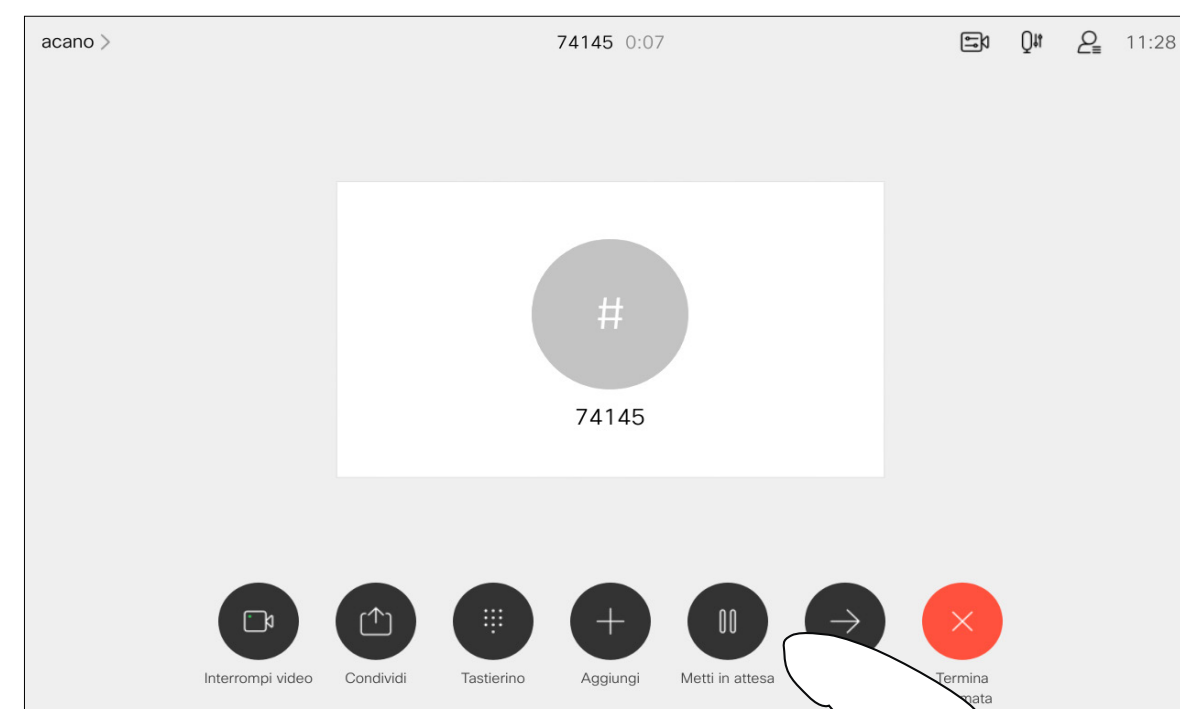 acano
74145 0:07
11:28
#
74145
Interrompi video
Condividi
Tastierino
Aggiungi
Metti in attesa
Termina